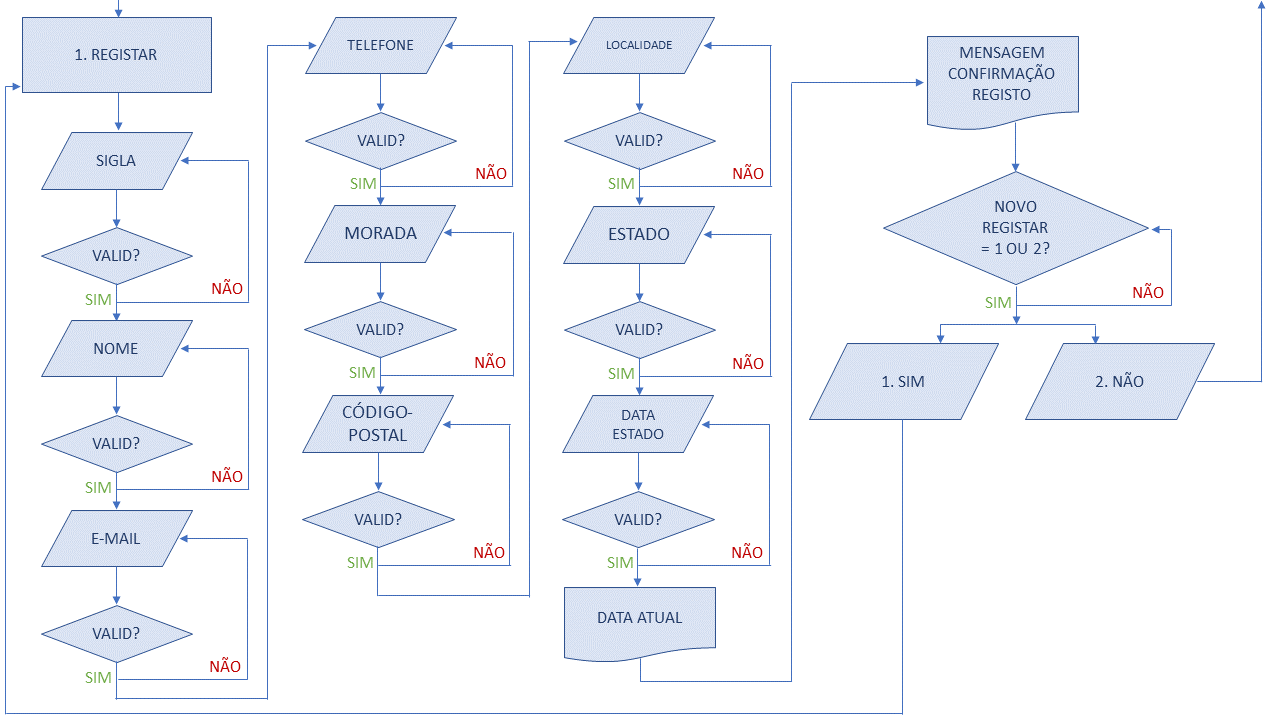 1. REGISTAR
SIGLA
VALID?
SIM
NÃO
NOME
VALID?
SIM
NÃO
E-MAIL
VALID?
SIM
NÃO
TELEFONE
VALID?
SIM
NÃO
MORADA
VALID?
SIM
NÃO
CÓDIGO-
POSTAL
VALID?
SIM
NÃO
LOCALIDADE
VALID?
SIM
NÃO
ESTADO
VALID?
SIM
NÃO
DATA
ESTADO
VALID?
SIM
NÃO
DATA ATUAL
MENSAGEM
CONFIRMAÇÃO
REGISTO
NOVO
REGISTAR
= 1 OU 2?
SIM
NÃO
1. SIM
2. NÃO